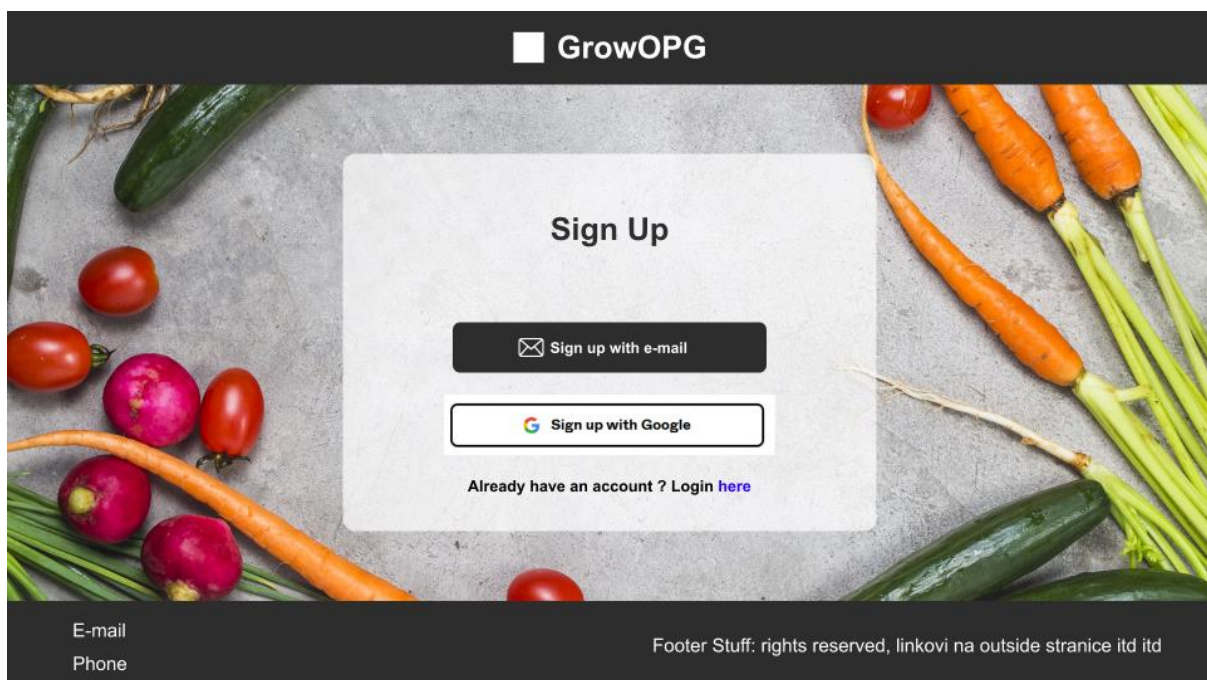 GrowOPG
Sign Up
Sign up with e-mail
Sign up with Google
Already have an account ? Login here
E-mail
Phone
Footer Stuff: rights reserved, linkovi na outside stranice itd itd